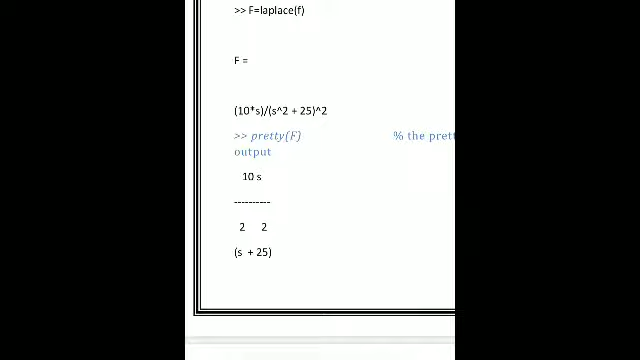 >> F=laplace(f)
F =
(10*s)/(s^2 + 25)^2
>> pretty(F) % the prett
output
10 s
----------
2 2
(s + 25)